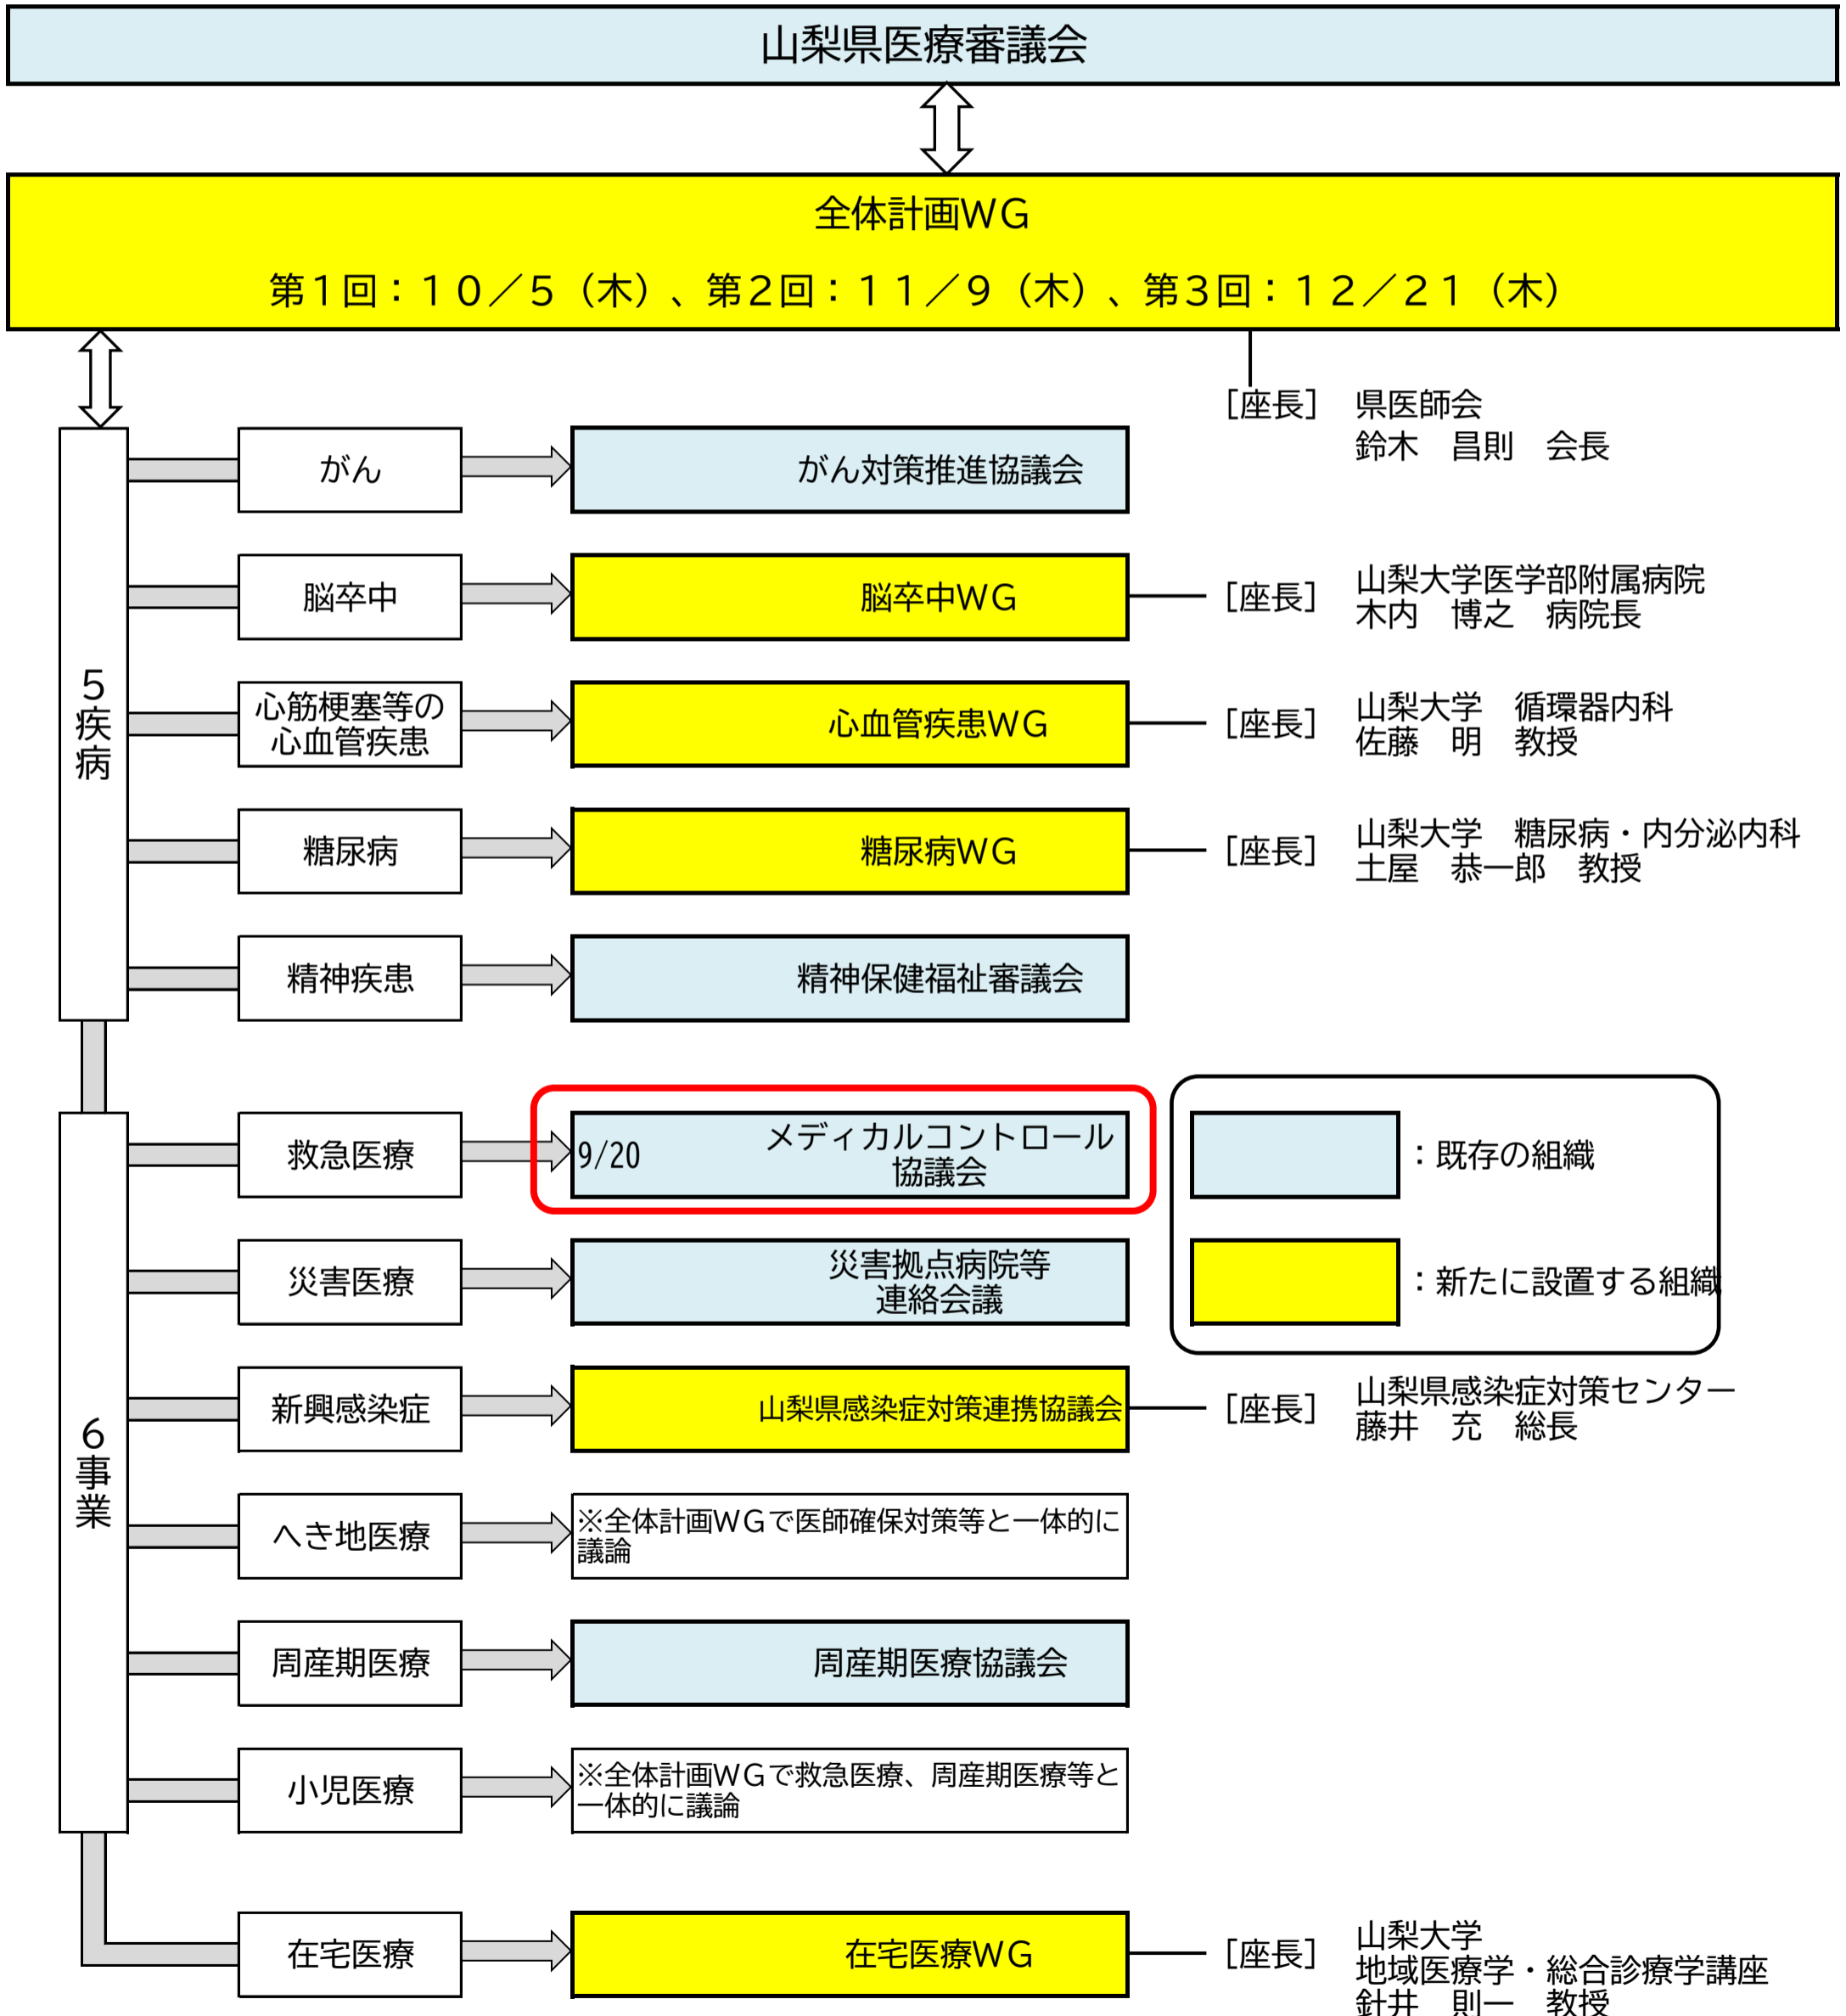 山梨県医療審議会
全体計画ＷＧ
第１回：１０／５（木）、第２回：１１／９（木）、第３回：１２／２１（木）
［座長］　県医師会
鈴木　昌則　会長
５疾病
がん
がん対策推進協議会
脳卒中
脳卒中ＷＧ
［座長］
山梨大学医学部附属病院
木内　博之　病院長
心筋梗塞等の
心血管疾患
心血管疾患ＷＧ
［座長］
山梨大学　循環器内科
佐藤　明　教授
糖尿病
糖尿病ＷＧ
［座長］
山梨大学　糖尿病・内分泌内科
土屋　恭一郎　教授
精神疾患
精神保健福祉審議会
６事業
救急医療
9/20
メディカルコントロール
協議会
：既存の組織
災害医療
災害拠点病院等
連絡会議
：新たに設置する組織
新興感染症
山梨県感染症対策連携協議会
［座長］
山梨県感染症対策センター
藤井　充　総長
へき地医療
※全体計画ＷＧで医師確保対策等と一体的に
議論
周産期医療
周産期医療協議会
小児医療
※全体計画ＷＧで救急医療、周産期医療等と
一体的に議論
在宅医療
在宅医療ＷＧ
［座長］
山梨大学
地域医療学・総合診療学講座
針井　則一　教授